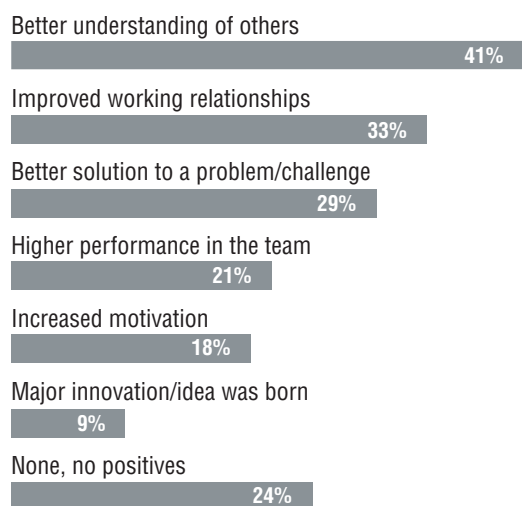 Better understanding of others
41%
Improved working relationships
33%
Better solution to a problem/challenge
29%
Higher performance in the team
21%
Increased motivation
18%
Major innovation/idea was born
9%
None, no positives
24%